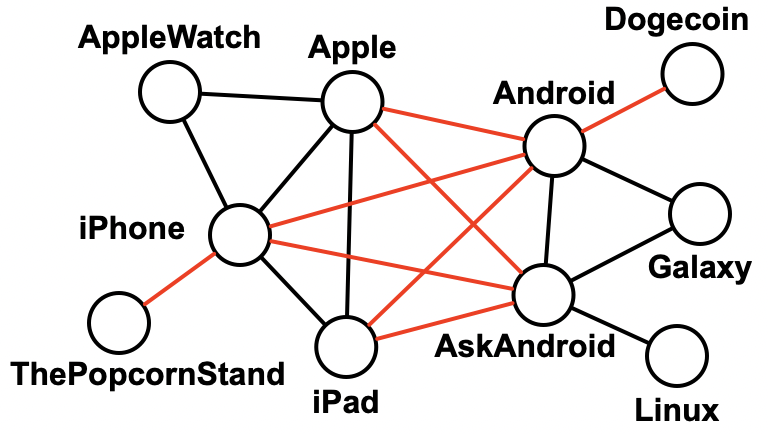 Dogecoin
AppleWatch
Apple
Android
iPhone
Galaxy
AskAndroid
ThePopcornStand
iPad
Linux